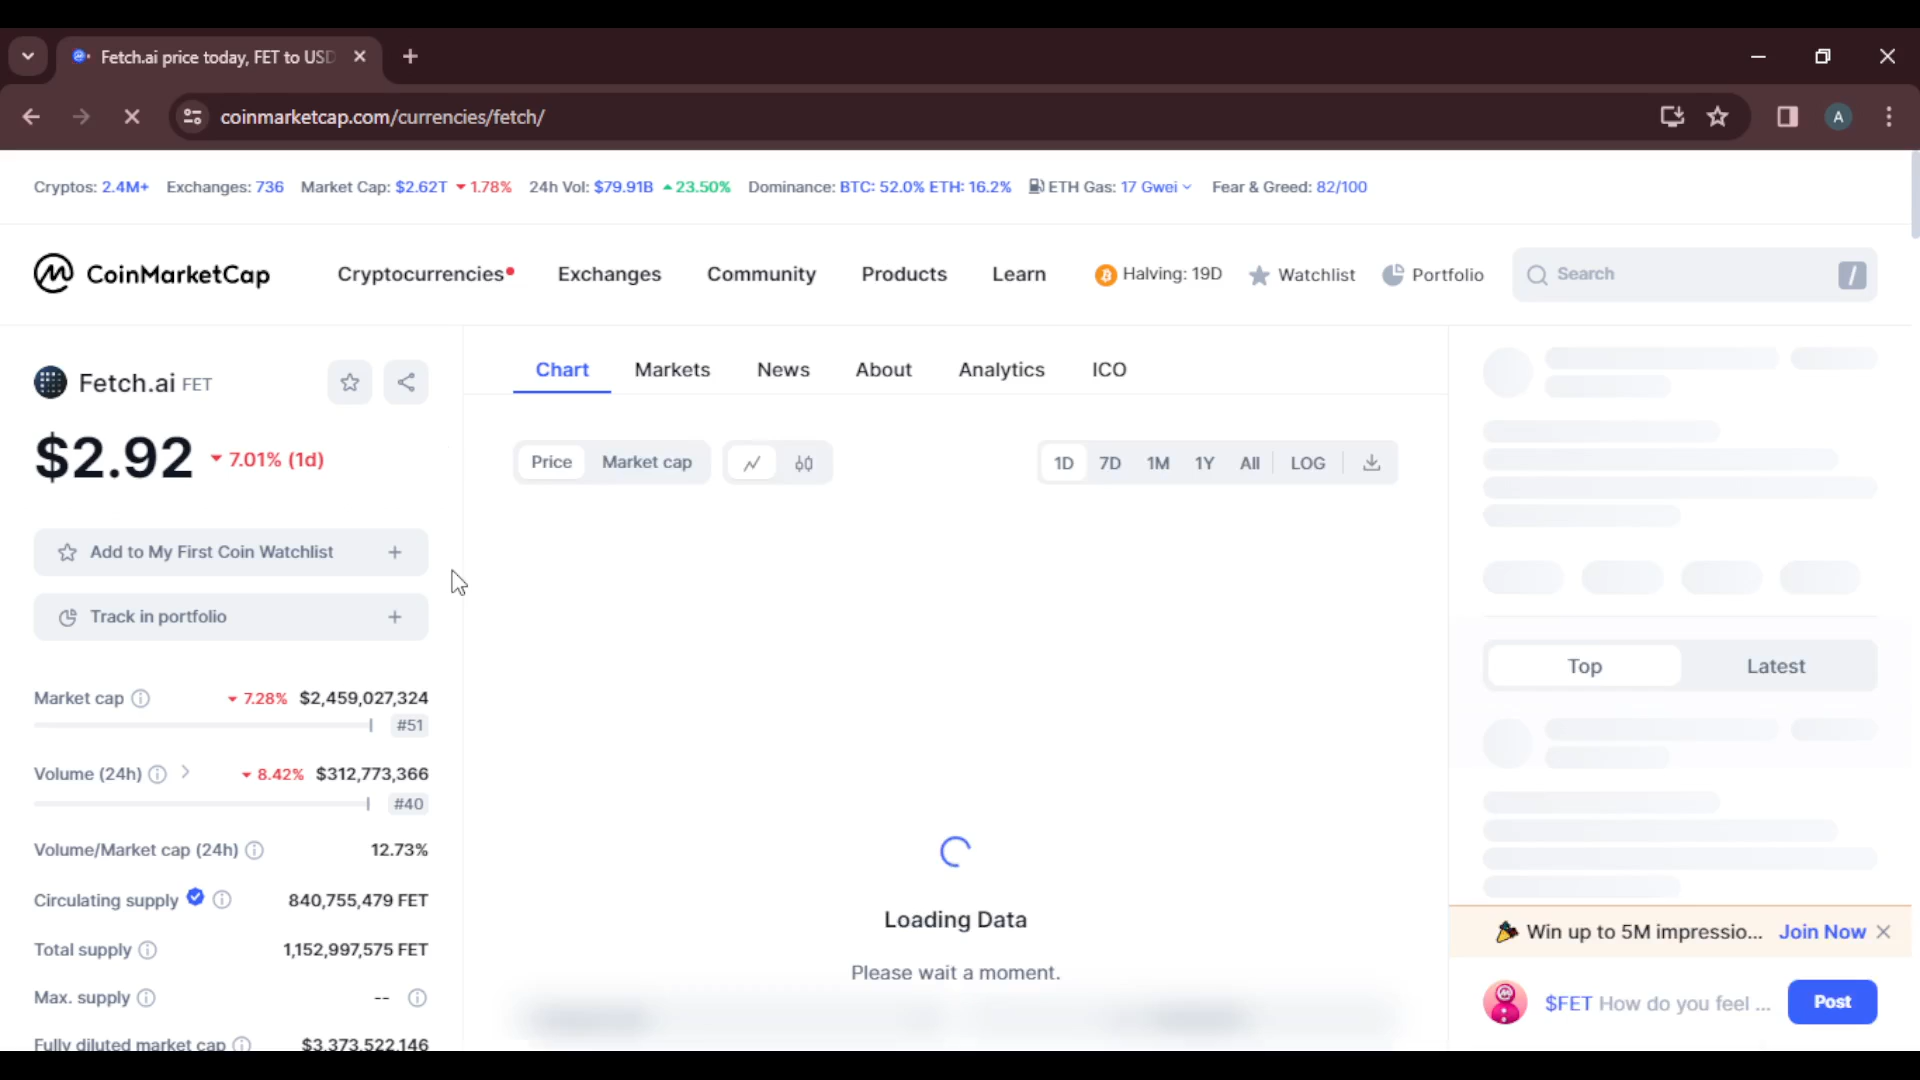 Fetch.ai price today, FET to USD
coinmarketcap.com/currencies/fetch/
A
Cryptos: 2.4M+ Exchanges: 736 Market Cap: $2.62T 1.78% 24h Vol: $79.91B 23.50% Dominance: BTC: 52.0% ETH: 16.2% ETH Gas: 17 Gwei Fear & Greed: 82/100
CoinMarketCap Cryptocurrencies Exchanges Community Products Learn Halving: 19D Watchlist Portfolio Search /
Fetch.ai FET
$2.92 7.01% (1d)
Add to My First Coin Watchlist +
Track in portfolio +
Market cap 7.28% $2,459,027,324
#51
Volume (24h) 8.42% $312,773,366
#40
Volume/Market cap (24h) 12.73%
Circulating supply 840,755,479 FET
Total supply 1,152,997,575 FET
Max. supply --
Fully diluted market cap $3,373,522,146
Chart Markets News About Analytics ICO
Price Market cap 1D 7D 1M 1Y All LOG
Loading Data
Please wait a moment.
Top Latest
Win up to 5M impressio... Join Now
$FET How do you feel ... Post